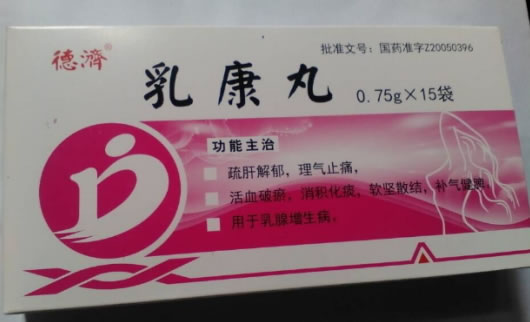 德濟®
批准文号：国药准字Z20050396
乳康丸
0.75g×15袋
功能主治
疏肝解郁，理气止痛，
活血破瘀，消积化痰，软坚散结，补气健脾。
用于乳腺增生病。